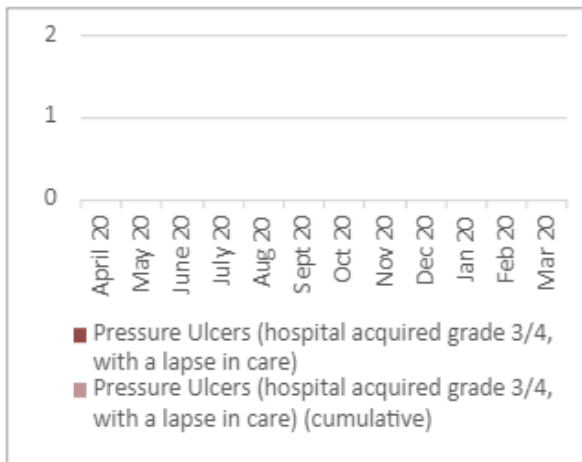 2
1
0
April 20
May 20
June 20
July 20
Aug 20
Sept 20
Oct 20
Nov 20
Dec 20
Jan 20
Feb 20
Mar 20
Pressure Ulcers (hospital acquired grade 3/4,
with a lapse in care)
Pressure Ulcers (hospital acquired grade 3/4,
with a lapse in care) (cumulative)